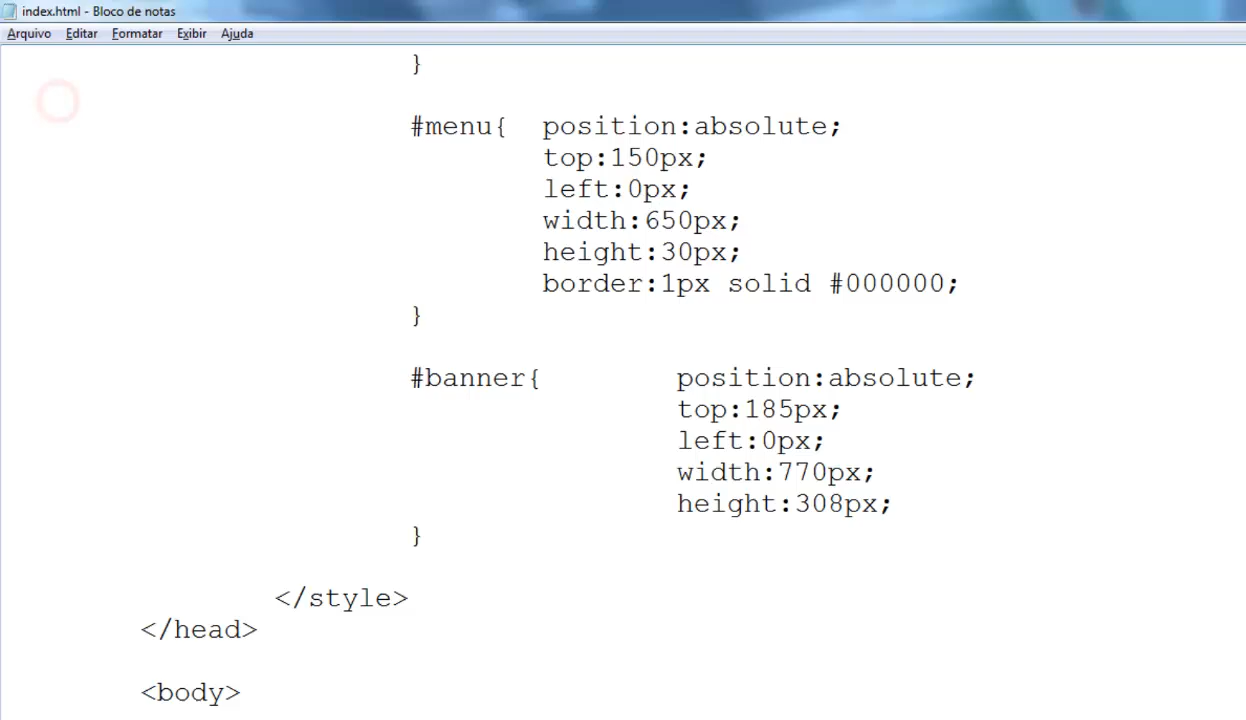 index.html - Bloco de notas
Arquivo Editar Formatar Exibir Ajuda
}
#menu{ position:absolute;
top:150px;
left:0px;
width:650px;
height:30px;
border:1px solid #000000;
}
#banner{ position:absolute;
top:185px;
left:0px;
width:770px;
height:308px;
}
</style>
</head>
<body>